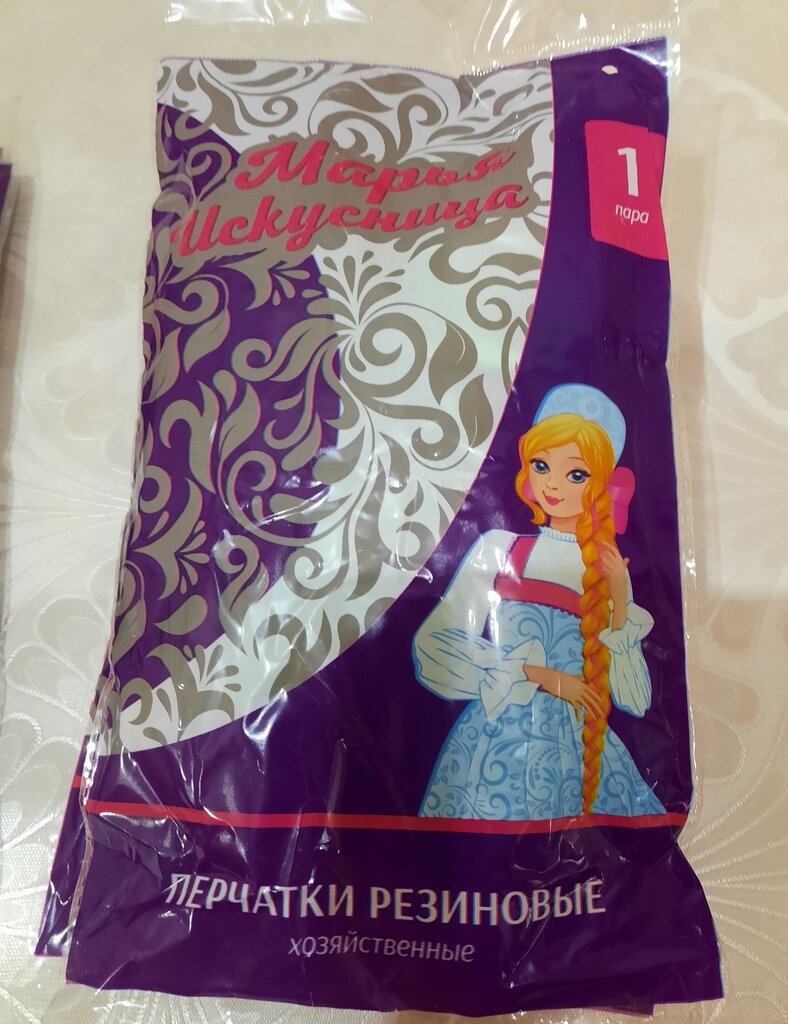 Марья
Искусница
1
пара
ПЕРЧАТКИ РЕЗИНОВЫЕ
хозяйственные